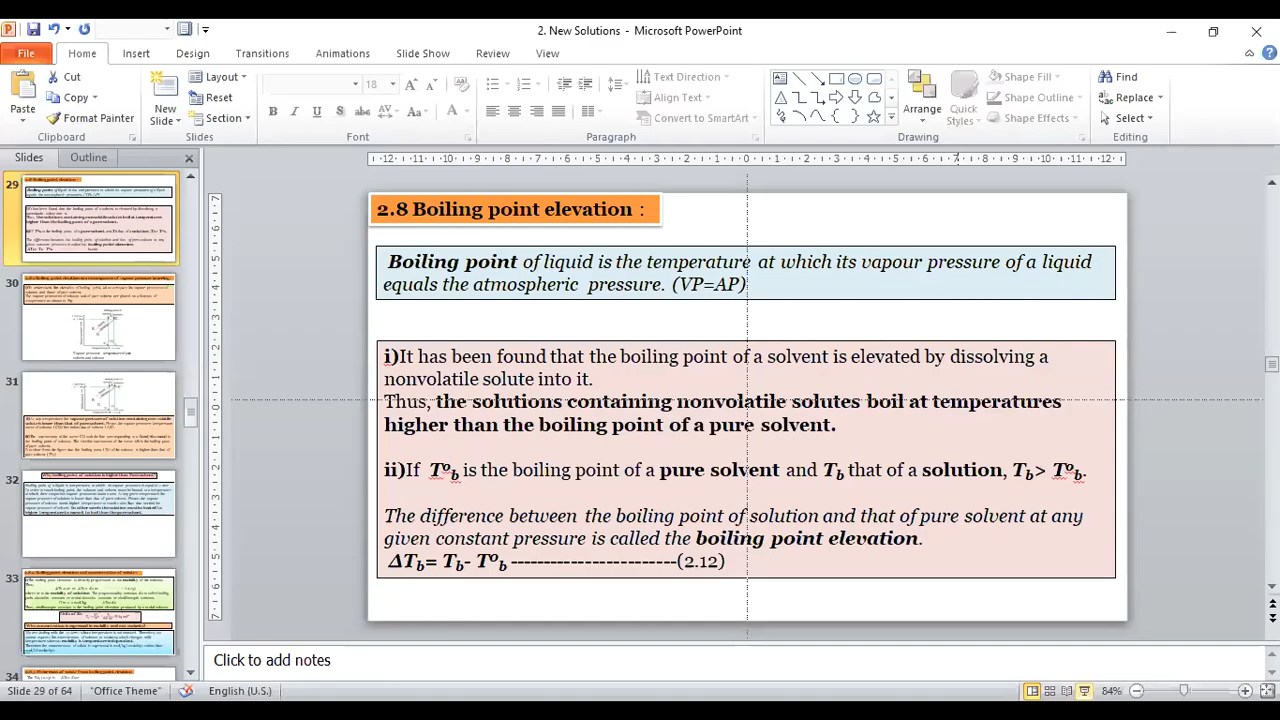 2. New Solutions - Microsoft PowerPoint
File Home Insert Design Transitions Animations Slide Show Review View
Paste
Cut
Copy
Format Painter
Clipboard
New Slide
Layout
Reset
Section
Slides
18
B I U S abc AV Aa A
Font
Paragraph
Text Direction
Align Text
Convert to SmartArt
Arrange
Quick Styles
Shape Fill
Shape Outline
Shape Effects
Drawing
Find
Replace
Select
Editing
Slides Outline
29
30
31
32
33
34
2.8 Boiling point elevation :
Boiling point of liquid is the temperature at which its vapour pressure of a liquid
equals the atmospheric pressure. (VP=AP)
i)It has been found that the boiling point of a solvent is elevated by dissolving a
nonvolatile solute into it.
Thus, the solutions containing nonvolatile solutes boil at temperatures
higher than the boiling point of a pure solvent.
ii)If Tºb is the boilng point of a pure solvent and Tb that of a solution, Tb> Tºb.
The difference between the boiling point of solution and that of pure solvent at any
given constant pressure is called the boiling point elevation.
ΔTb= Tb- Tºb -------------------------(2.12)
Click to add notes
Slide 29 of 64 "Office Theme" English (U.S.) 84%